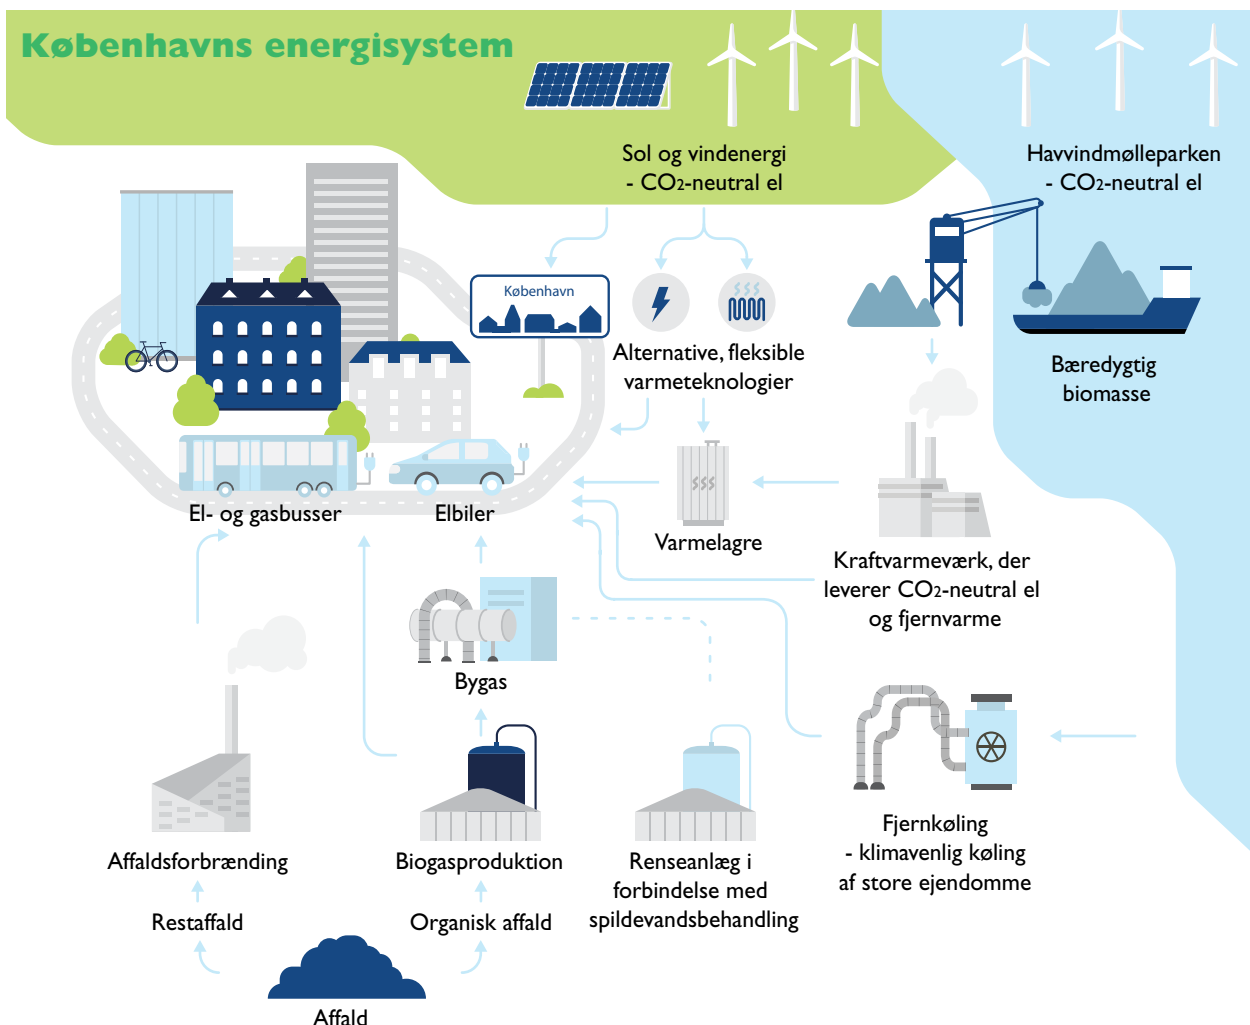 Københavns energisystem
Sol og vindenergi
- CO2-neutral el
Havvindmølleparken
- CO2-neutral el
København
Alternative, fleksible
varmeteknologier
Bæredygtig
biomasse
El- og gasbusser
Elbiler
Varmelagre
Kraftvarmeværk, der
leverer CO2-neutral el
og fjernvarme
Bygas
Affaldsforbrænding
Biogasproduktion
Renseanlæg i
forbindelse med
spildevandsbehandling
Fjernkøling
- klimavenlig køling
af store ejendomme
Restaffald
Organisk affald
Affald